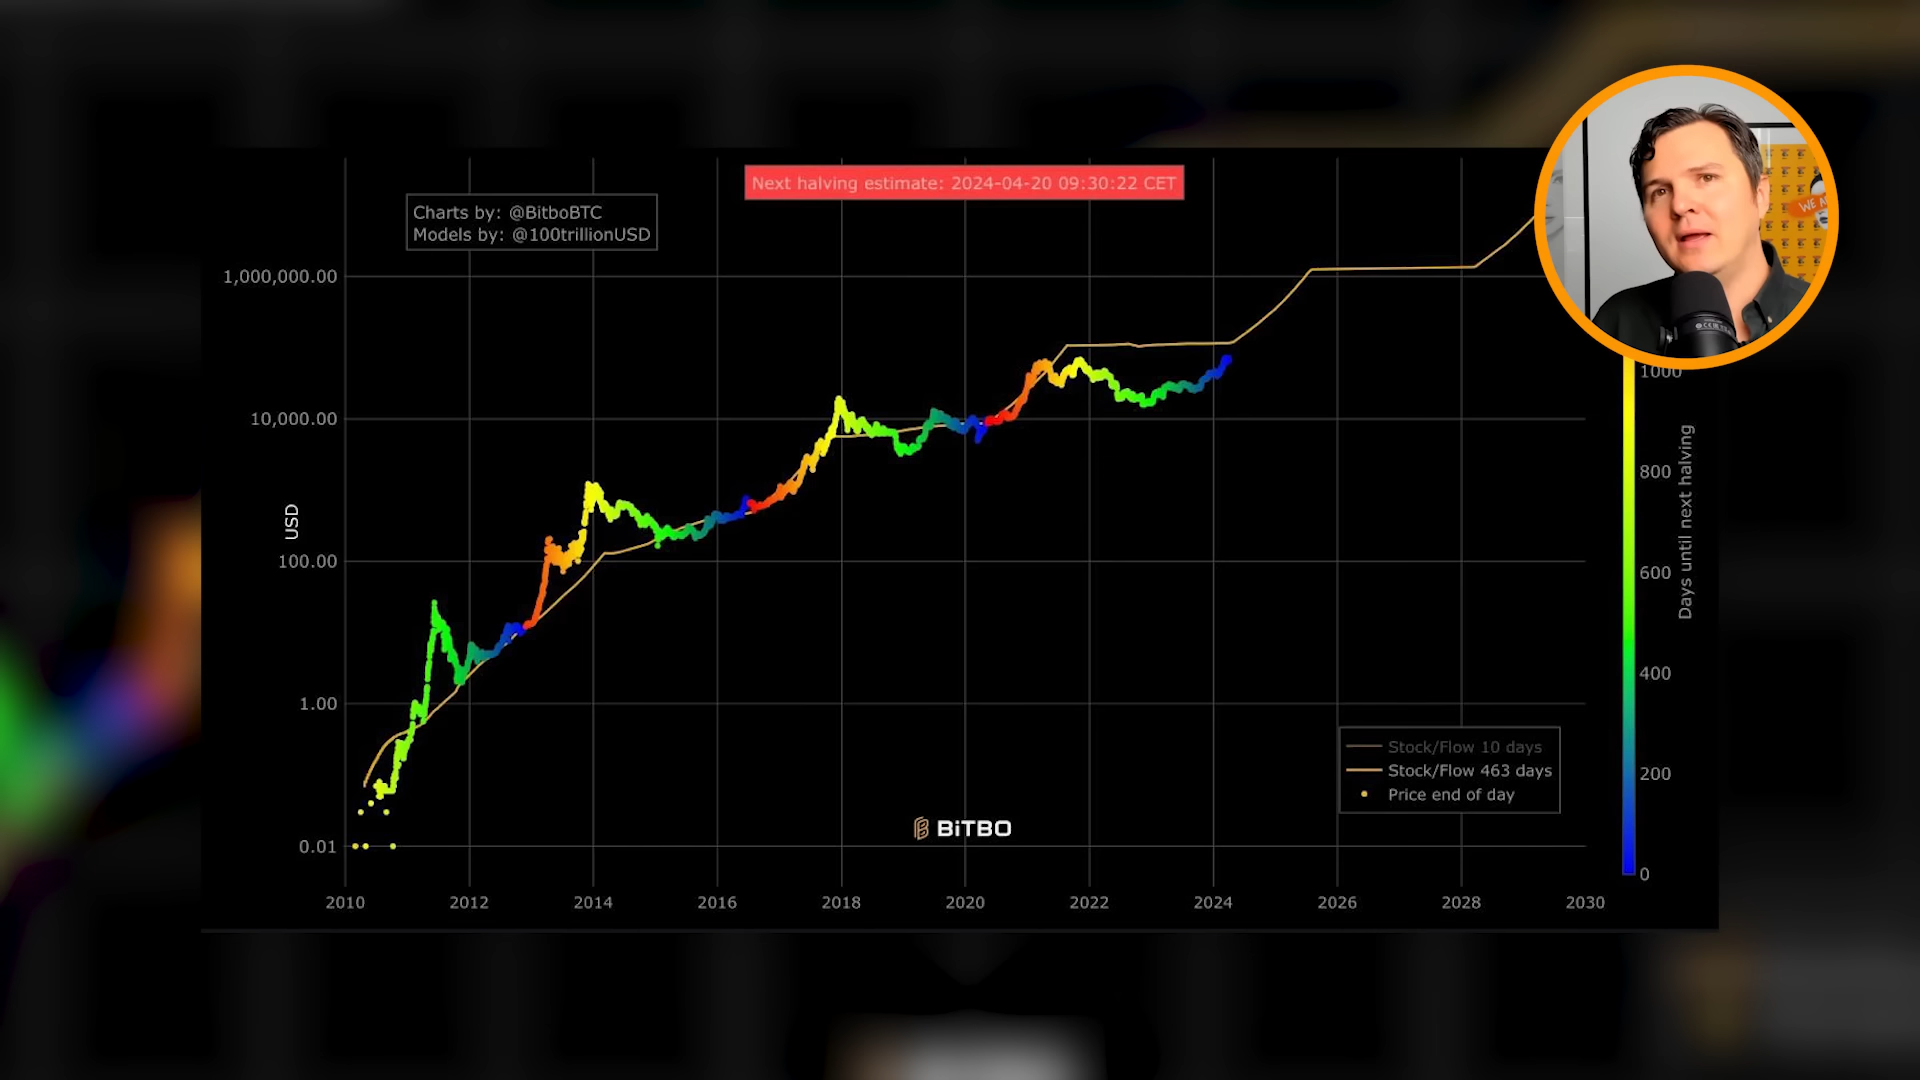 Next halving estimate: 2024-04-20 09:30:22 CET
Charts by: @BitboBTC
Models by: @100trillionUSD
WE A
1,000,000.00
10,000.00
100.00
1.00
0.01
USD
2010 2012 2014 2016 2018 2020 2022 2024 2026 2028 2030
Stock/Flow 10 days
Stock/Flow 463 days
Price end of day
BiTBO
1000
800
600
400
200
0
Days until next halving